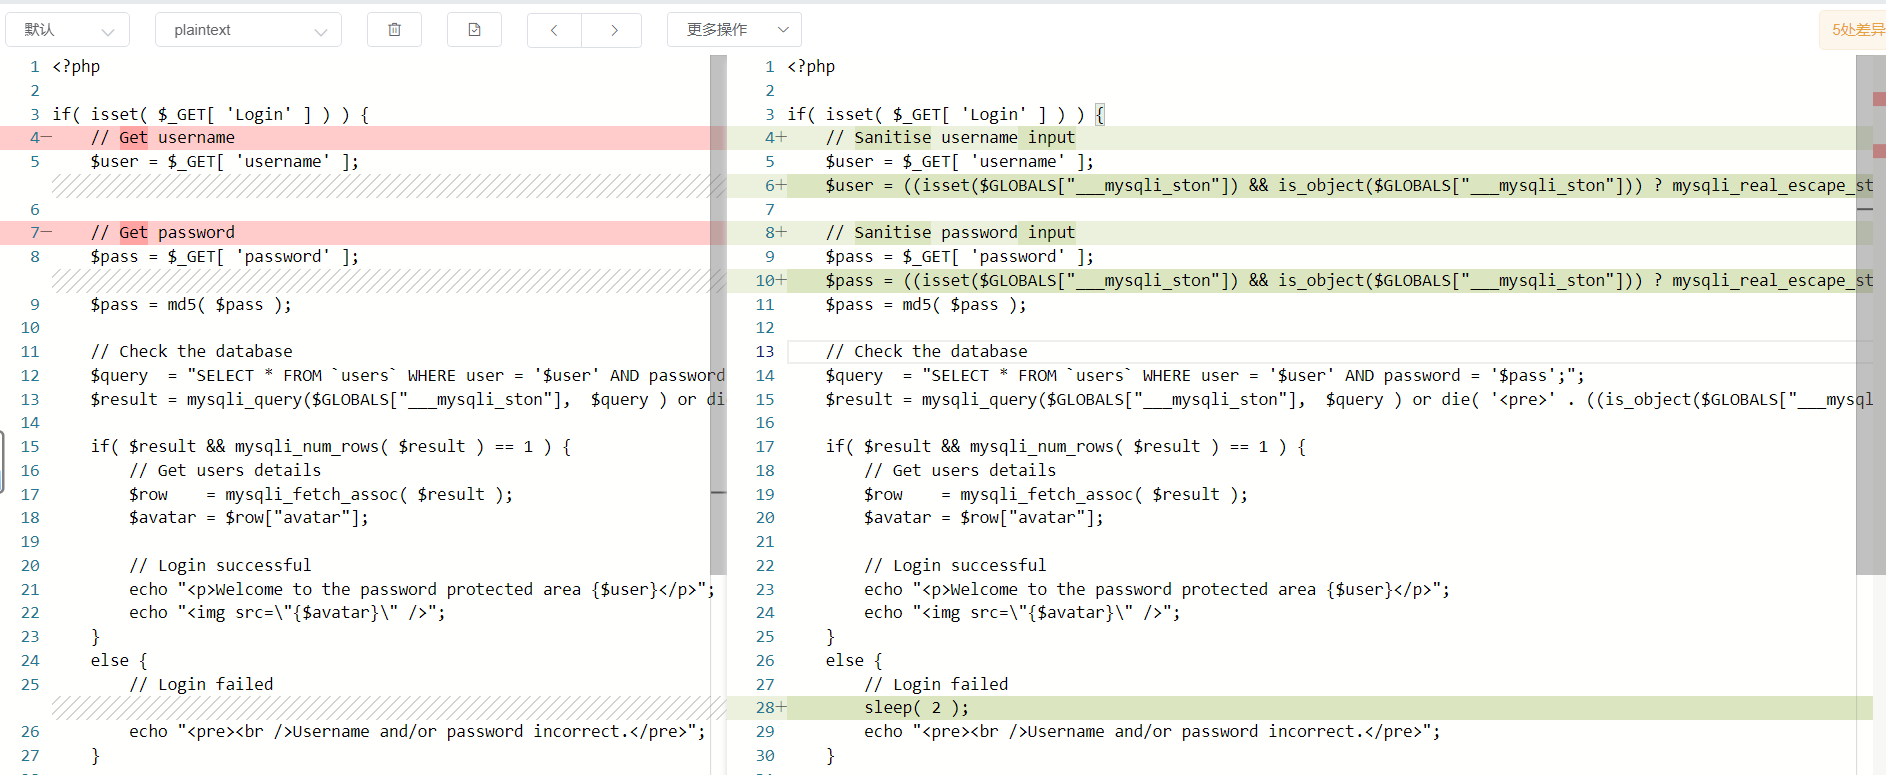 默认 plaintext 更多操作 5处差异
1 <?php
2
3 if( isset( $_GET[ 'Login' ] ) ) {
4− // Get username
5 $user = $_GET[ 'username' ];
6
7− // Get password
8 $pass = $_GET[ 'password' ];
9 $pass = md5( $pass );
10
11 // Check the database
12 $query  = "SELECT * FROM `users` WHERE user = '$user' AND password
13 $result = mysqli_query($GLOBALS["___mysqli_ston"],  $query ) or di
14
15 if( $result && mysqli_num_rows( $result ) == 1 ) {
16 // Get users details
17 $row    = mysqli_fetch_assoc( $result );
18 $avatar = $row["avatar"];
19
20 // Login successful
21 echo "<p>Welcome to the password protected area {$user}</p>";
22 echo "<img src=\"{$avatar}\" />";
23 }
24 else {
25 // Login failed
26 echo "<pre><br />Username and/or password incorrect.</pre>";
27 }
1 <?php
2
3 if( isset( $_GET[ 'Login' ] ) ) {
4+ // Sanitise username input
5 $user = $_GET[ 'username' ];
6+ $user = ((isset($GLOBALS["___mysqli_ston"]) && is_object($GLOBALS["___mysqli_ston"])) ? mysqli_real_escape_st
7
8+ // Sanitise password input
9 $pass = $_GET[ 'password' ];
10+ $pass = ((isset($GLOBALS["___mysqli_ston"]) && is_object($GLOBALS["___mysqli_ston"])) ? mysqli_real_escape_st
11 $pass = md5( $pass );
12
13 // Check the database
14 $query  = "SELECT * FROM `users` WHERE user = '$user' AND password = '$pass';";
15 $result = mysqli_query($GLOBALS["___mysqli_ston"],  $query ) or die( '<pre>' . ((is_object($GLOBALS["___mysql
16
17 if( $result && mysqli_num_rows( $result ) == 1 ) {
18 // Get users details
19 $row    = mysqli_fetch_assoc( $result );
20 $avatar = $row["avatar"];
21
22 // Login successful
23 echo "<p>Welcome to the password protected area {$user}</p>";
24 echo "<img src=\"{$avatar}\" />";
25 }
26 else {
27 // Login failed
28+ sleep( 2 );
29 echo "<pre><br />Username and/or password incorrect.</pre>";
30 }